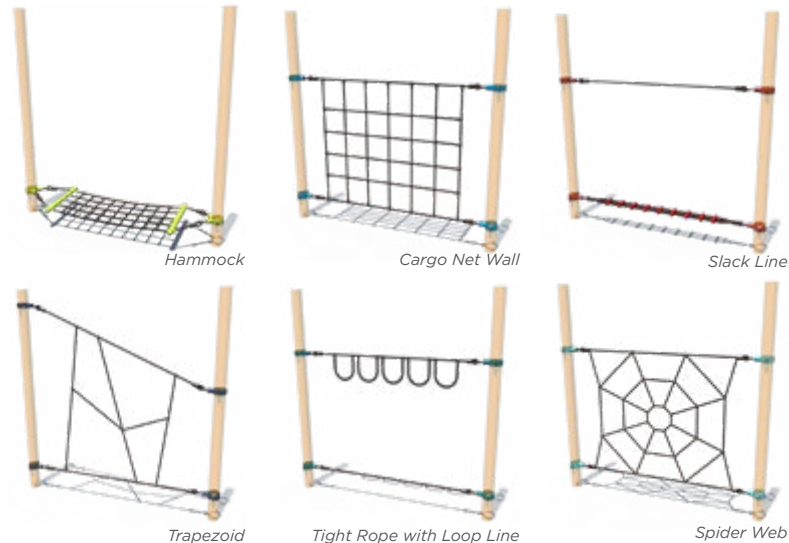 Hammock
Cargo Net Wall
Slack Line
Trapezoid
Tight Rope with Loop Line
Spider Web